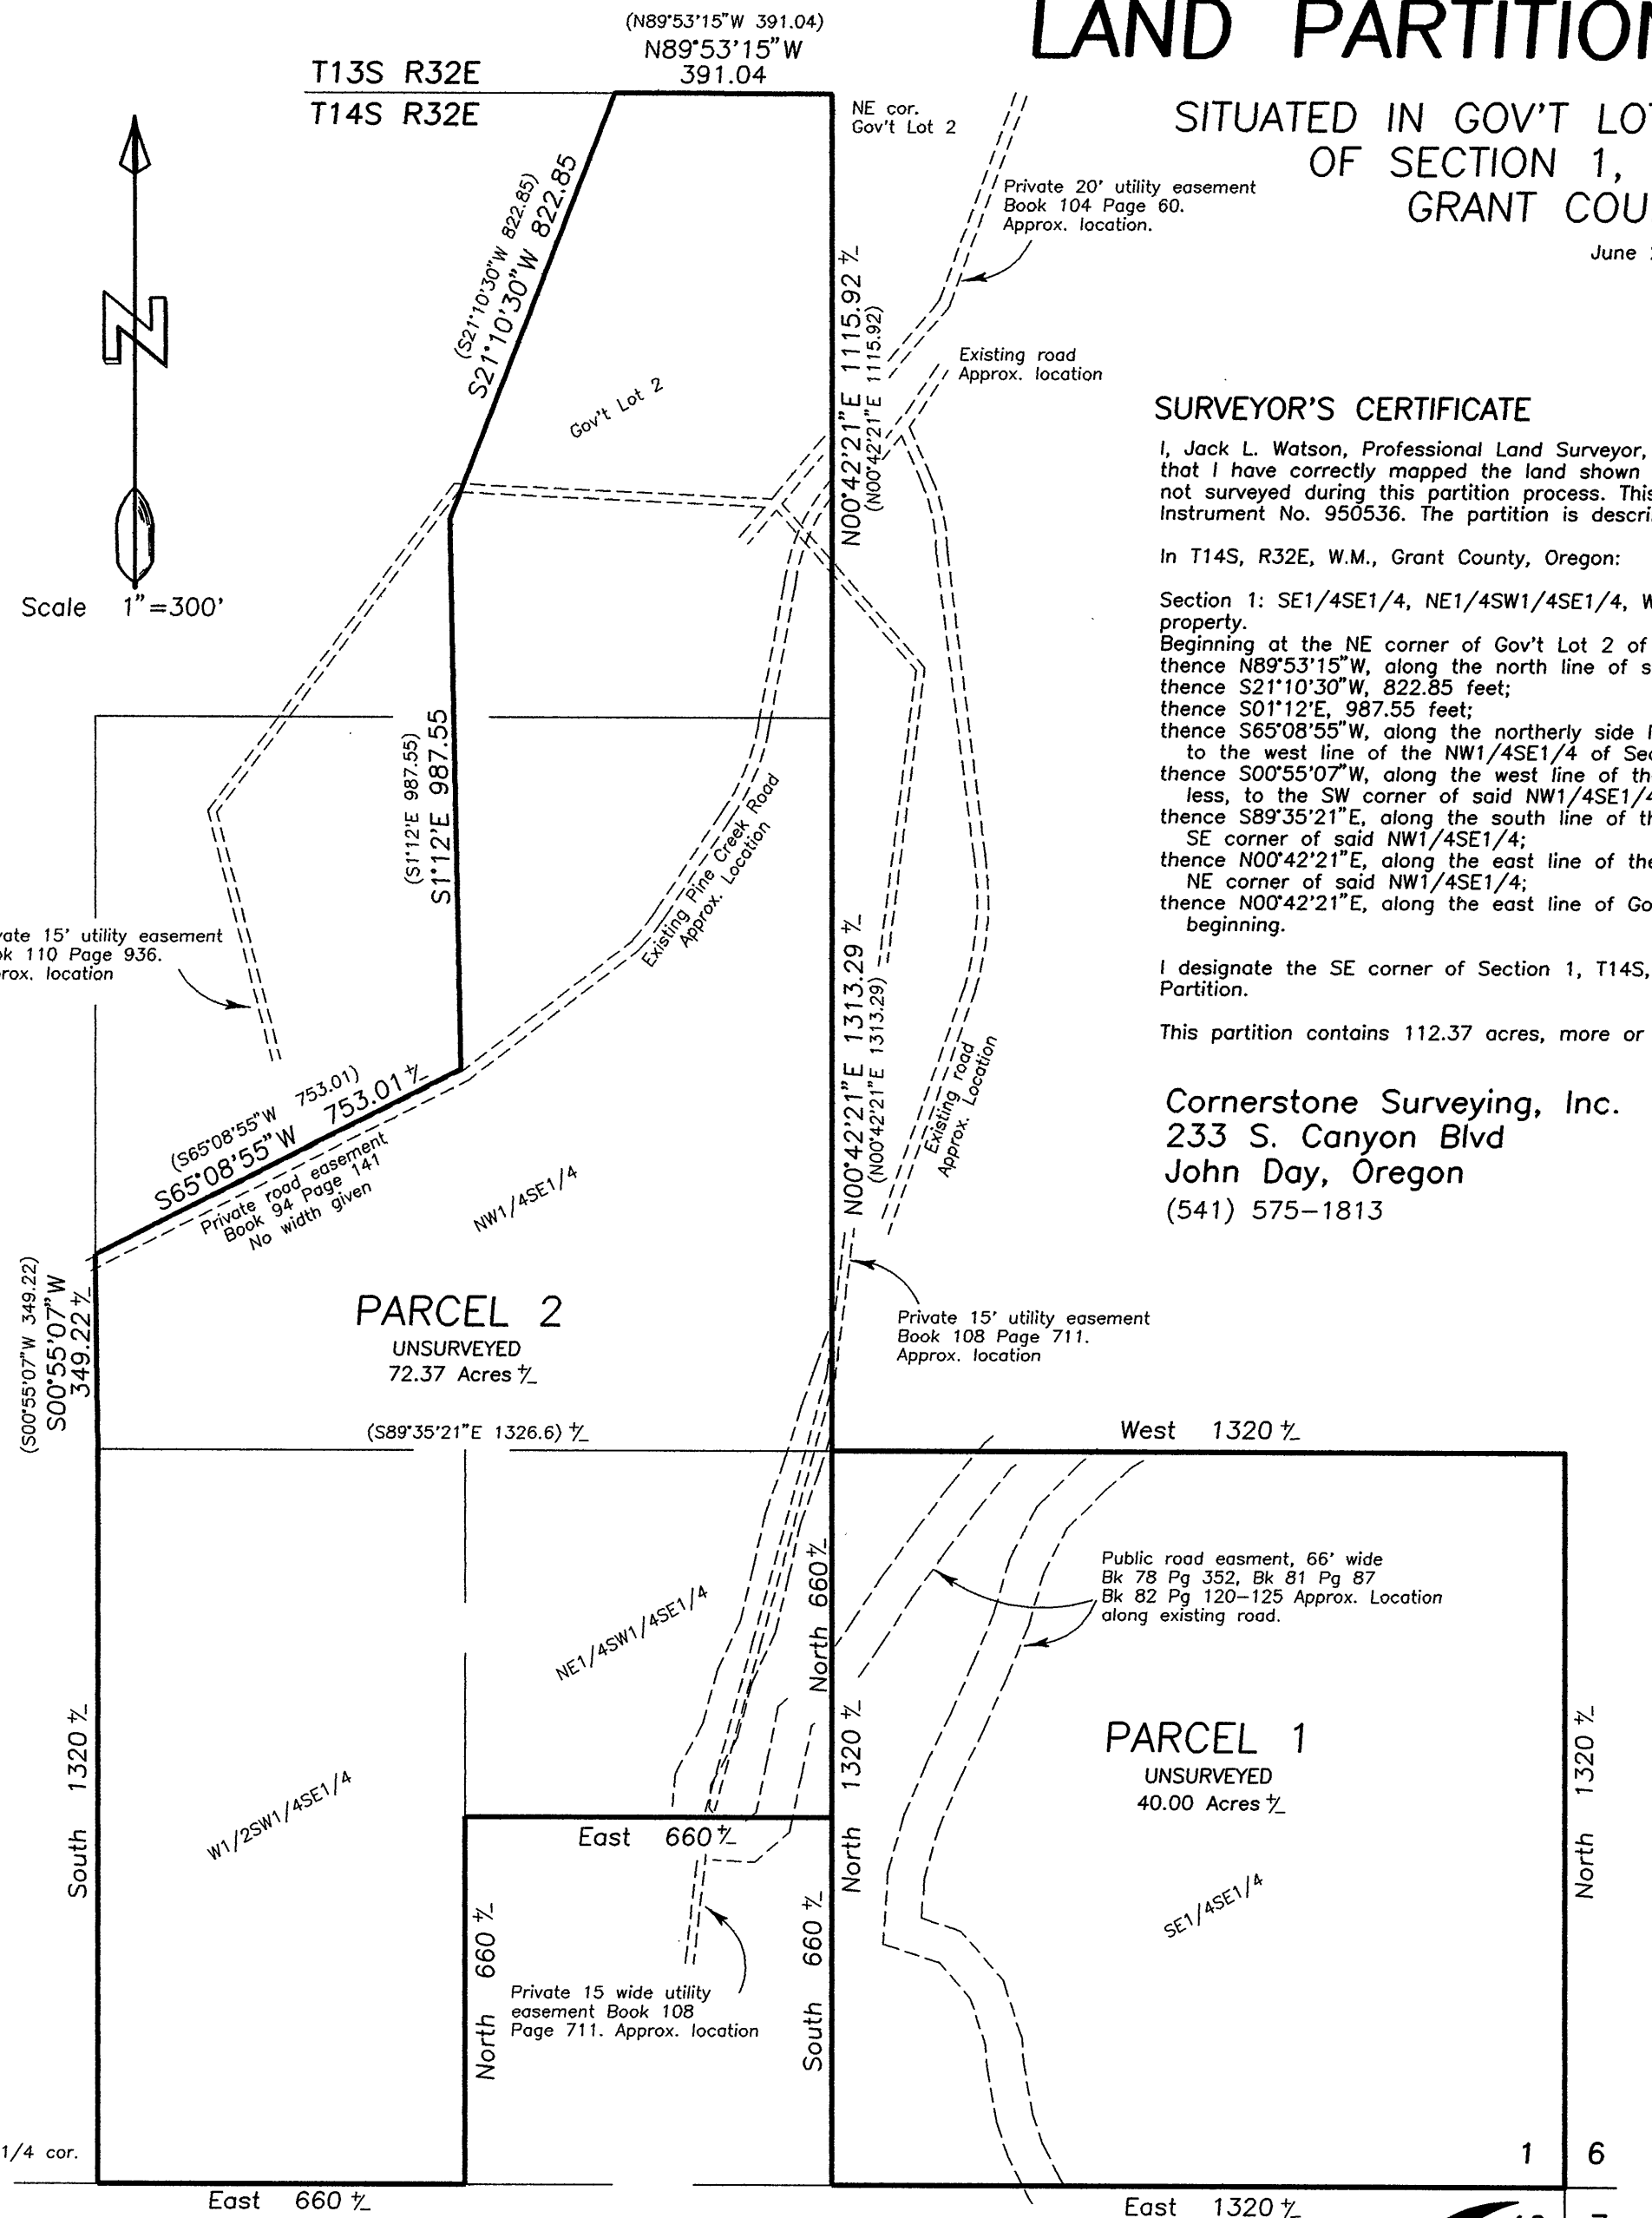 LAND PARTITION
SITUATED IN GOV'T LOT
OF SECTION 1,
GRANT COU
June
(N89°53'15"W 391.04)
N89°53'15"W
391.04
T13S R32E
T14S R32E
NE cor.
Gov't Lot 2
Private 20' utility easement
Book 104 Page 60.
Approx. location.
(S21°10'30"W 822.85)
S21°10'30"W 822.85
N00°42'21"E 1115.92 +/-
(N00°42'21"E 1115.92)
Existing road
Approx. location
Gov't Lot 2
N
Scale 1"=300'
SURVEYOR'S CERTIFICATE
I, Jack L. Watson, Professional Land Surveyor,
that I have correctly mapped the land shown
not surveyed during this partition process. This
Instrument No. 950536. The partition is descri
In T14S, R32E, W.M., Grant County, Oregon:
Section 1: SE1/4SE1/4, NE1/4SW1/4SE1/4, W
property.
Beginning at the NE corner of Gov't Lot 2 of
thence N89°53'15"W, along the north line of s
thence S21°10'30"W, 822.85 feet;
thence S01°12'E, 987.55 feet;
thence S65°08'55"W, along the northerly side l
to the west line of the NW1/4SE1/4 of Sec
thence S00°55'07"W, along the west line of th
less, to the SW corner of said NW1/4SE1/4
thence S89°35'21"E, along the south line of th
SE corner of said NW1/4SE1/4;
thence N00°42'21"E, along the east line of the
NE corner of said NW1/4SE1/4;
thence N00°42'21"E, along the east line of Go
beginning.
I designate the SE corner of Section 1, T14S,
Partition.
This partition contains 112.37 acres, more or
Cornerstone Surveying, Inc.
233 S. Canyon Blvd
John Day, Oregon
(541) 575-1813
(S1°12'E 987.55)
S1°12'E 987.55
Existing Pine Creek Road
Approx. Location
vate 15' utility easement
ok 110 Page 936.
rox. location
N00°42'21"E 1313.29 +/-
(N00°42'21"E 1313.29)
Existing road
Approx. Location
(S65°08'55"W 753.01)
S65°08'55"W 753.01 +/-
Private road easement
Book 94 Page 141
No width given
NW1/4SE1/4
(S00°55'07"W 349.22)
S00°55'07"W
349.22 +/-
PARCEL 2
UNSURVEYED
72.37 Acres +/-
Private 15' utility easement
Book 108 Page 711.
Approx. location
(S89°35'21"E 1326.6) +/-
West 1320 +/-
Public road easment, 66' wide
Bk 78 Pg 352, Bk 81 Pg 87
Bk 82 Pg 120-125 Approx. Location
along existing road.
North 660 +/-
NE1/4SW1/4SE1/4
W1/2SW1/4SE1/4
South 1320 +/-
North 1320 +/-
PARCEL 1
UNSURVEYED
40.00 Acres +/-
North 1320 +/-
East 660 +/-
SE1/4SE1/4
North 660 +/-
South 660 +/-
Private 15 wide utility
easement Book 108
Page 711. Approx. location
1/4 cor.
1 6
East 660 +/-
East 1320 +/-